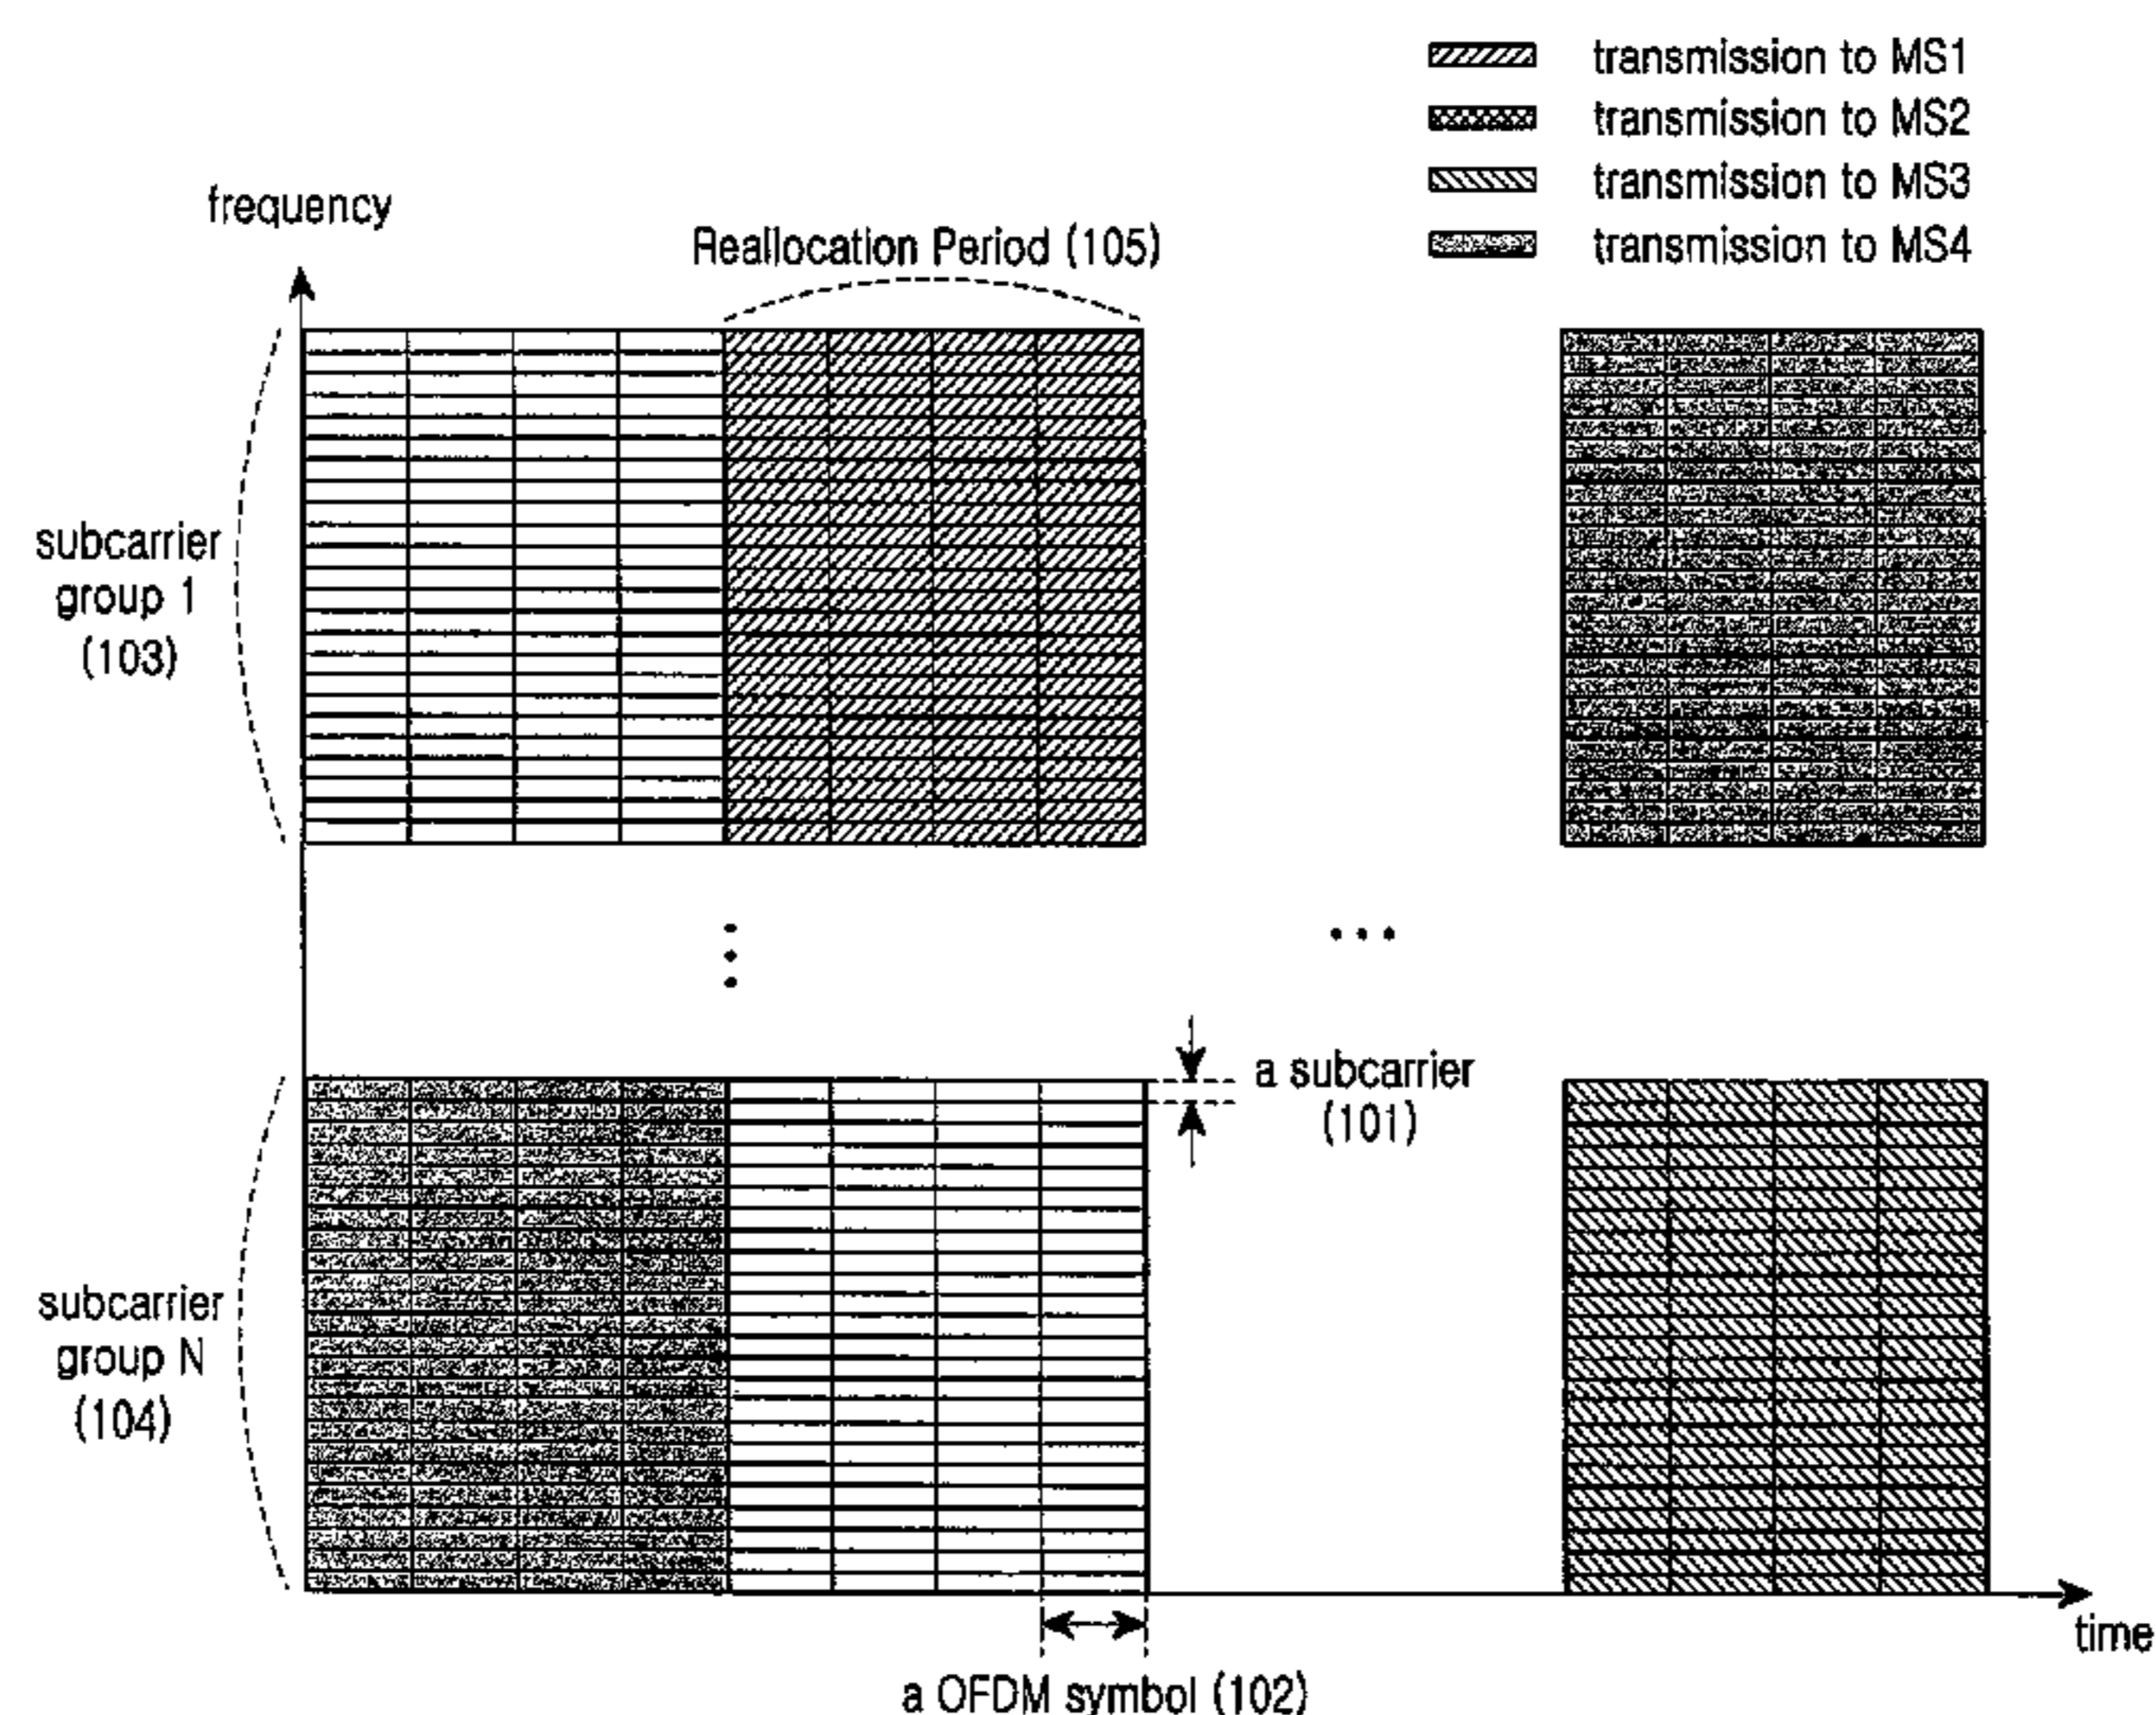 transmission to MS1
transmission to MS2
transmission to MS3
transmission to MS4
frequency
Reallocation Period (105)
subcarrier
group 1
(103)
a subcarrier
(101)
subcarrier
group N
(104)
time
a OFDM symbol (102)